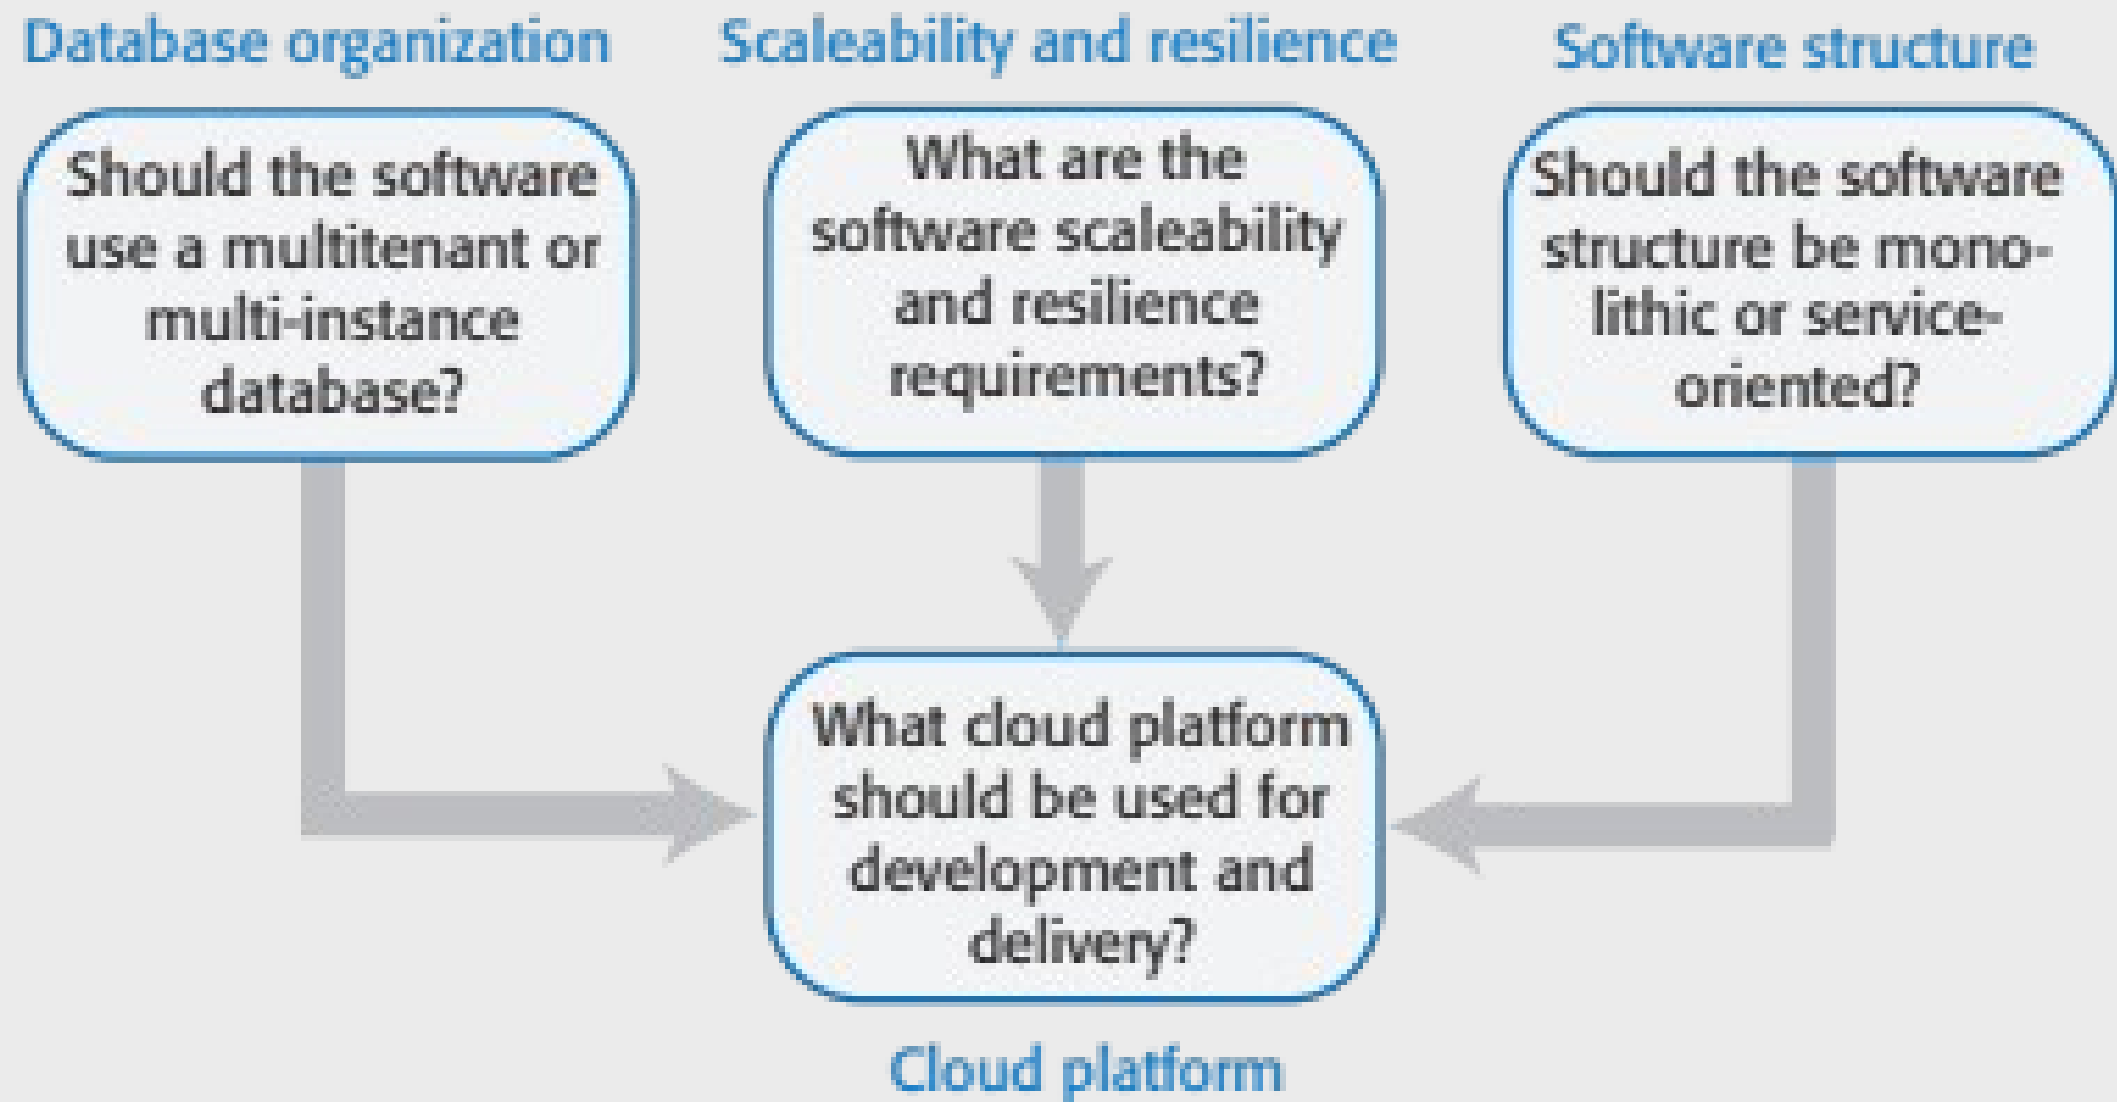 Database organization
Should the software
use a multitenant or
multi-instance
database?
Scaleability and resilience
What are the
software scaleability
and resilience
requirements?
Software structure
Should the software
structure be mono-
lithic or service-
oriented?
What cloud platform
should be used for
development and
delivery?
Cloud platform